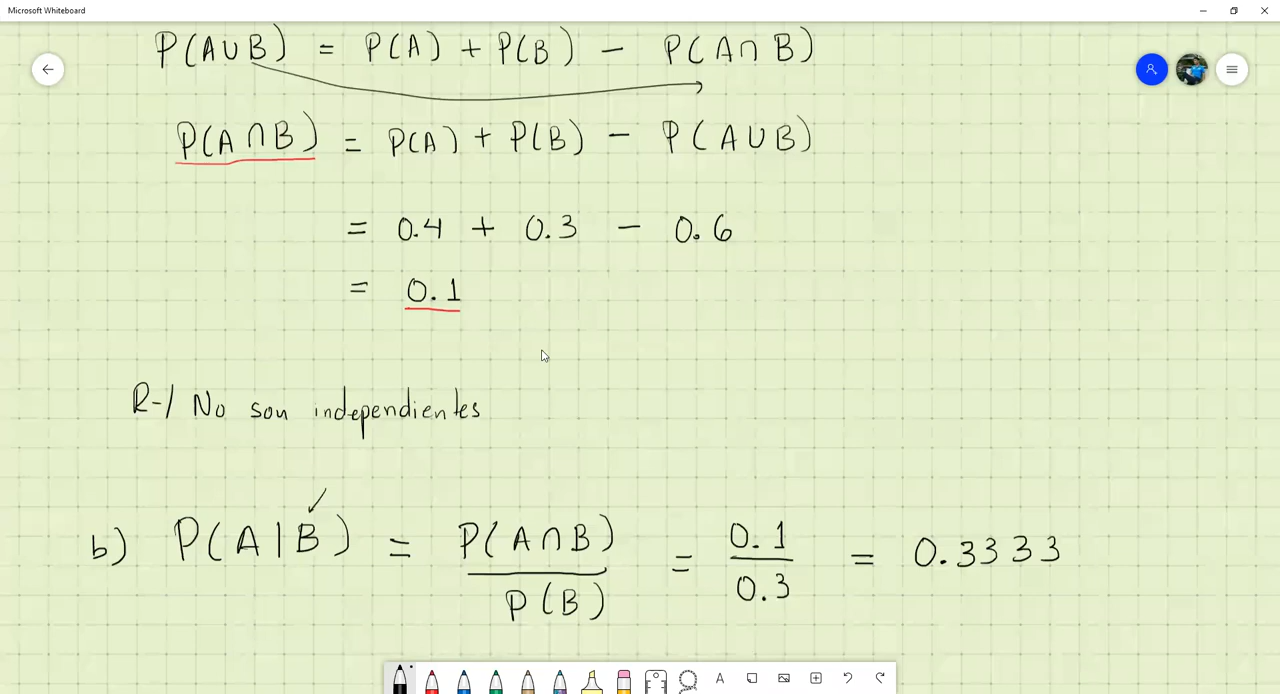 Microsoft Whiteboard
P(A∪B) = P(A) + P(B) − P(A∩B)
P(A∩B) = P(A) + P(B) − P(A∪B)
= 0.4 + 0.3 − 0.6
= 0.1
R-/ No son independientes
b) P(A|B) = P(A∩B) / P(B) = 0.1 / 0.3 = 0.3333
A